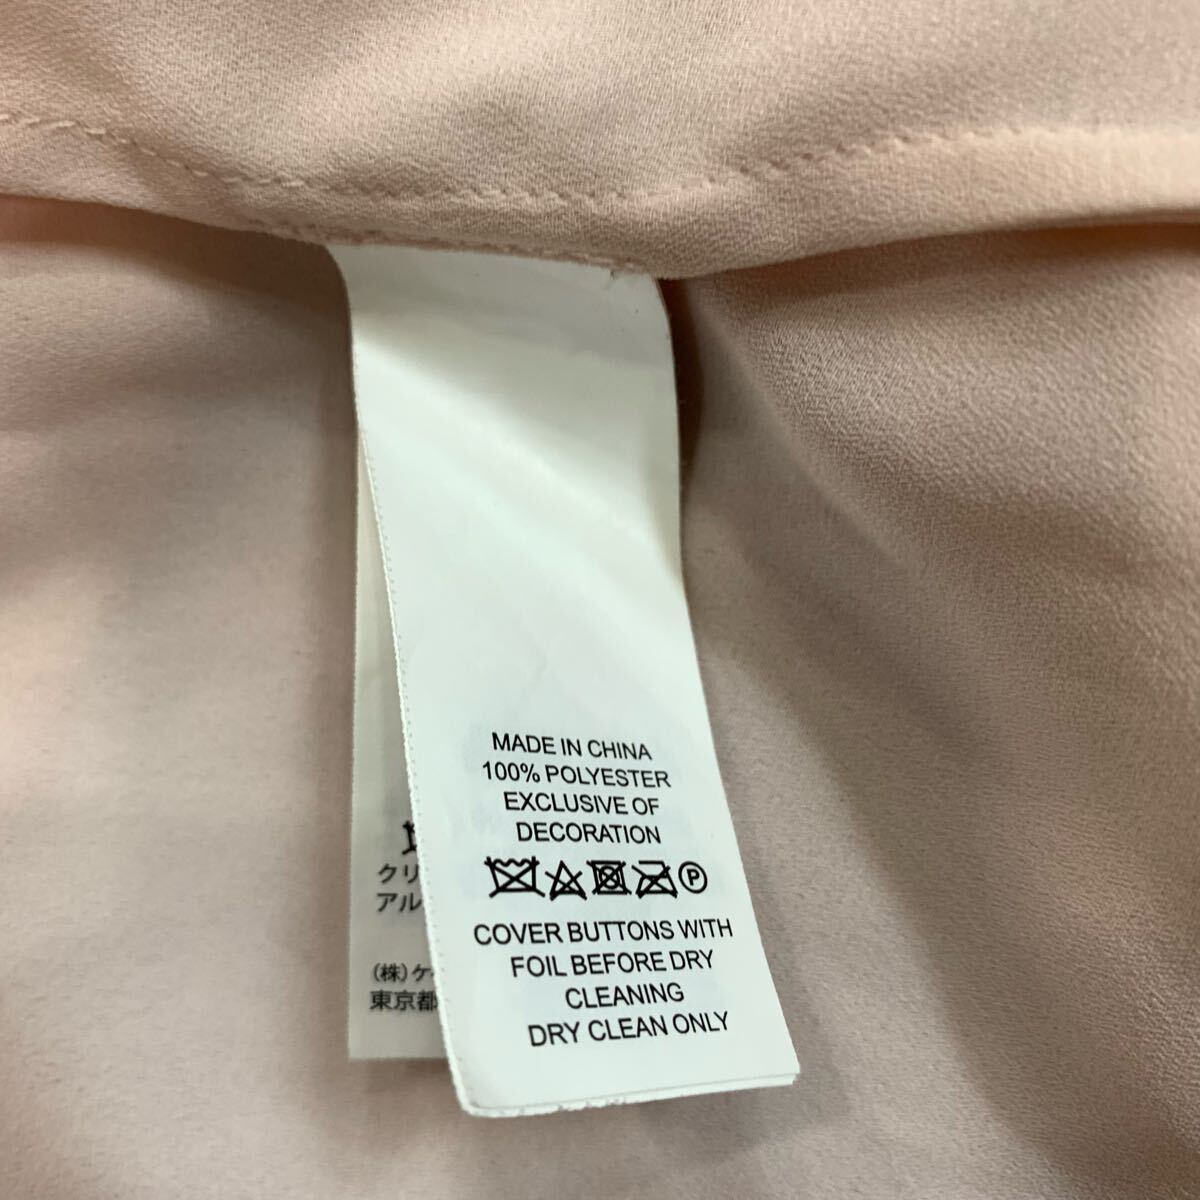 MADE IN CHINA
100% POLYESTER
EXCLUSIVE OF
DECORATION
P
COVER BUTTONS WITH
FOIL BEFORE DRY
CLEANING
DRY CLEAN ONLY
クリ
アル
(株)ケ
東京都